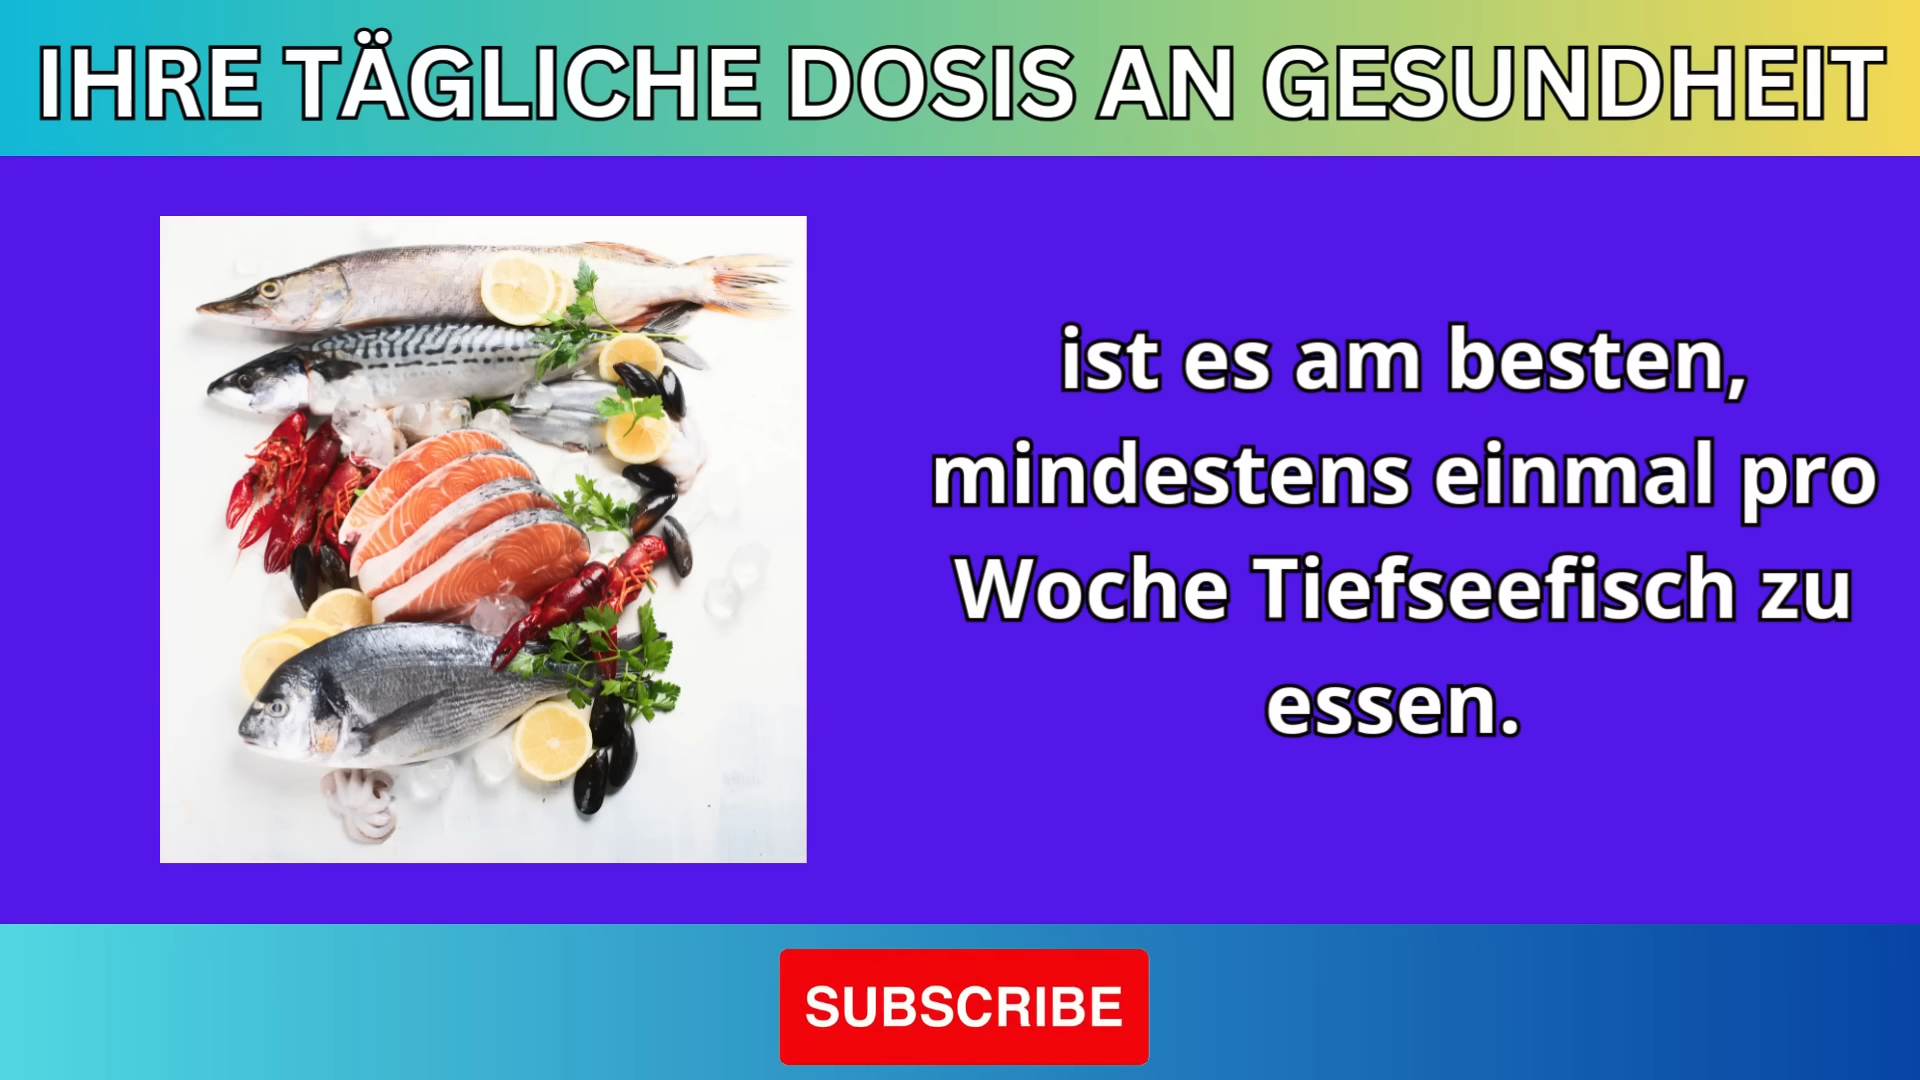 IHRE TÄGLICHE DOSIS AN GESUNDHEIT
ist es am besten,
mindestens einmal pro
Woche Tiefseefisch zu
essen.
SUBSCRIBE